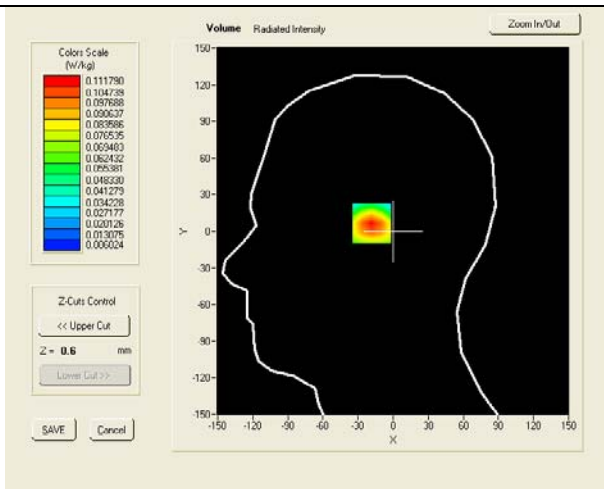 Volume Radiated Intensity
Zoom In/Out
Colors Scale
(W/kg)
0.111790
0.104739
0.097688
0.090637
0.083586
0.076535
0.069483
0.062432
0.055381
0.048330
0.041279
0.034228
0.027177
0.020126
0.013075
0.006024
Z-Cuts Control
<< Upper Cut
Z = 0.6 mm
Lower Cut >>
SAVE Cancel
150
120
90
60
30
0
-30
-60
-90
-120
-150
Y
-150 -120 -90 -60 -30 0 30 60 90 120 150
X